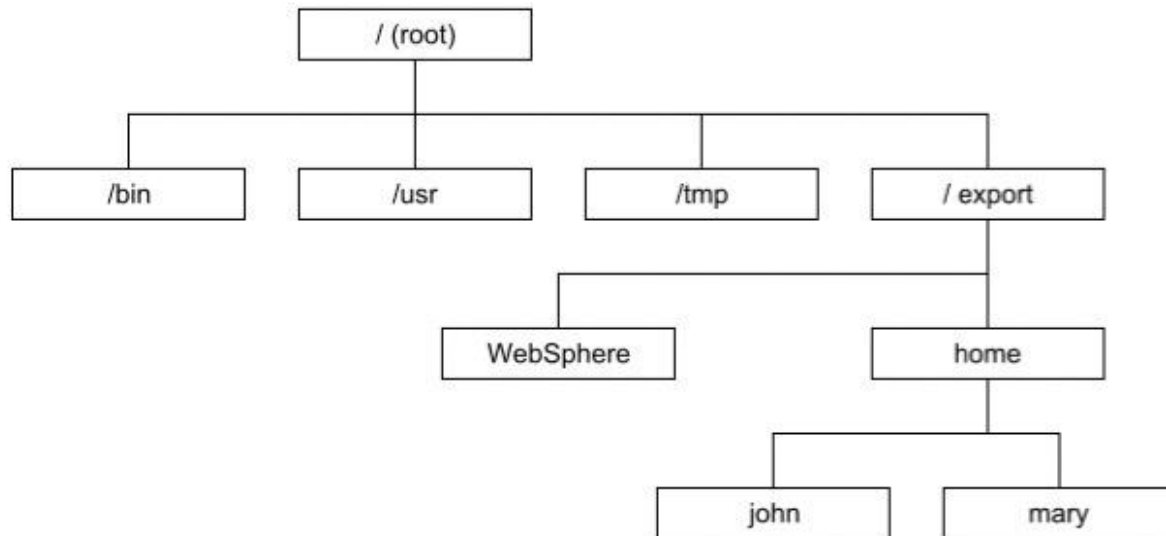 / (root)
/bin
/usr
/tmp
/ export
WebSphere
home
john
mary